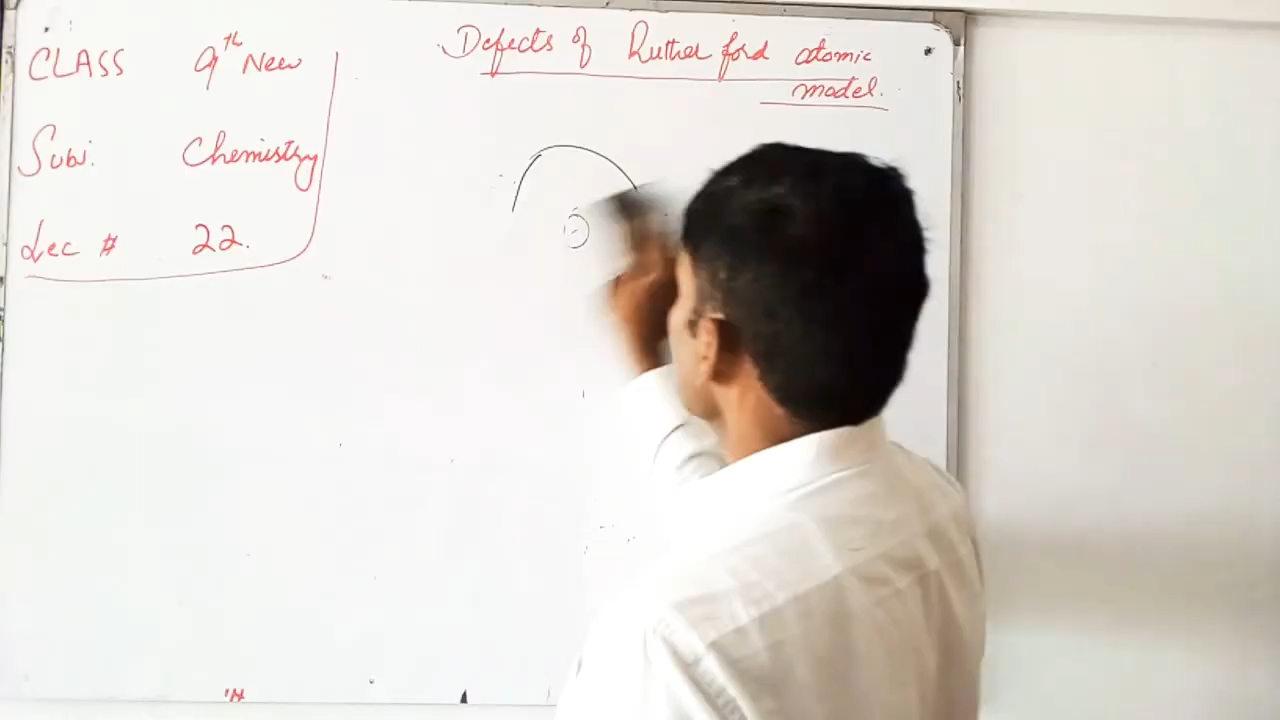 CLASS 9th New
Sub: Chemistry
Lec # 22.
Defects of Rutherford atomic
model.